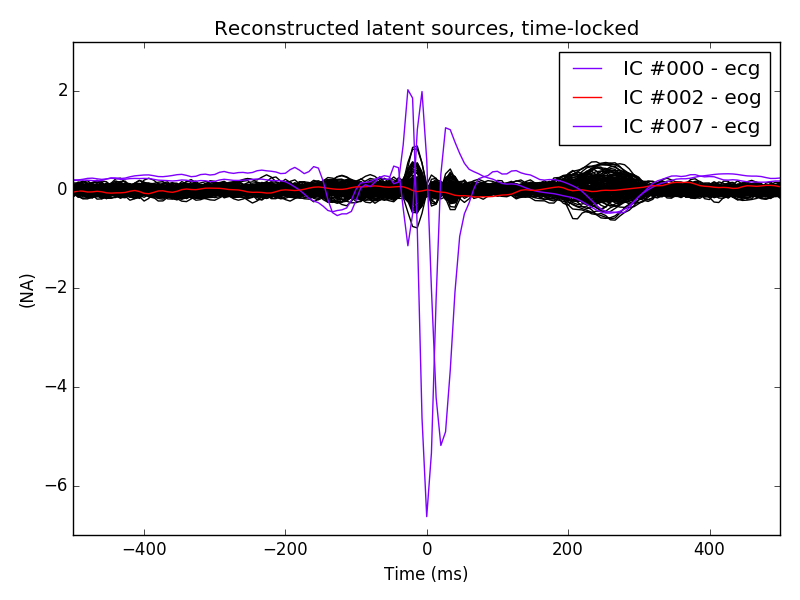 Reconstructed latent sources, time-locked
IC #000 - ecg
IC #002 - eog
IC #007 - ecg
2
0
−2
−4
−6
(NA)
−400
−200
0
200
400
Time (ms)